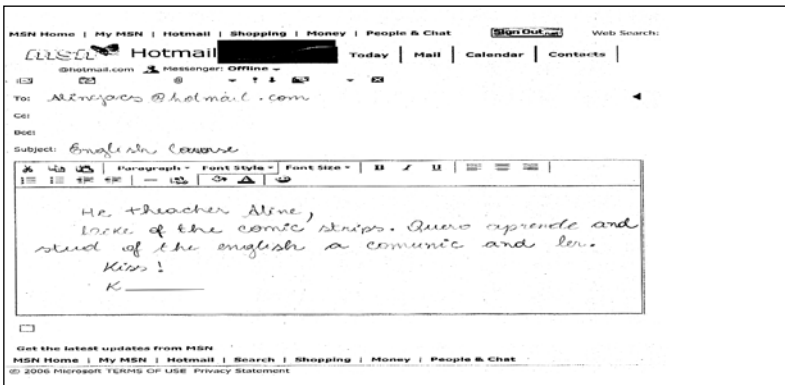 MSN Home | My MSN | Hotmail | Shopping | Money | People & Chat Sign Out.net Web Search:
msn Hotmail Today | Mail | Calendar | Contacts |
@hotmail.com Messenger: Offline
To: @hotmail.com
Cc:
Bcc:
Subject: English Courorse
Paragraph Font Style Font Size B I U
A
He theacher Aline,
Like of the comic strips. Quero aprende and
stud of the english a comunic and ler.
Kiss!
K
Get the latest updates from MSN
MSN Home | My MSN | Hotmail | Search | Shopping | Money | People & Chat
© 2006 Microsoft TERMS OF USE Privacy Statement